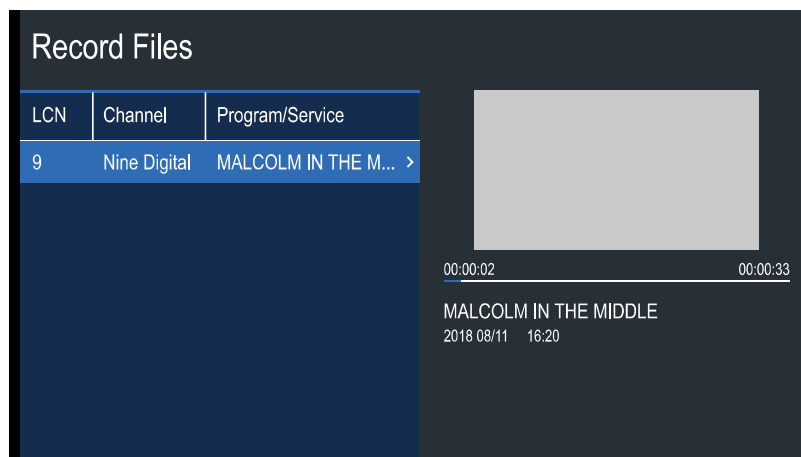 Record Files
LCN Channel Program/Service
9 Nine Digital MALCOLM IN THE M... >
00:00:02 00:00:33
MALCOLM IN THE MIDDLE
2018 08/11 16:20